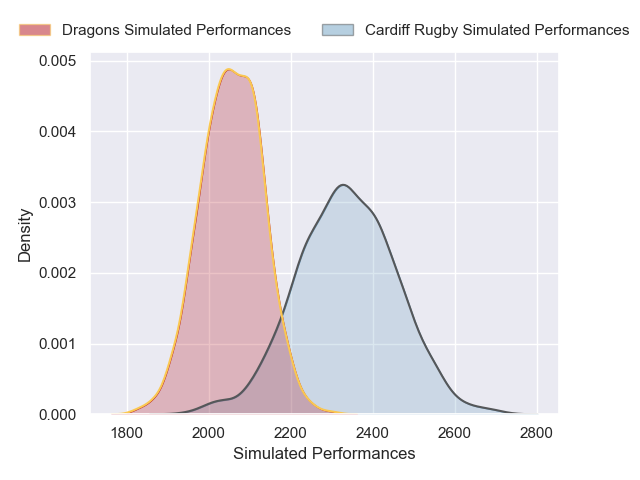 Dragons Simulated Performances Cardiff Rugby Simulated Performances
0.005
0.004
0.003
0.002
0.001
0.000
Density
1800 2000 2200 2400 2600 2800
Simulated Performances